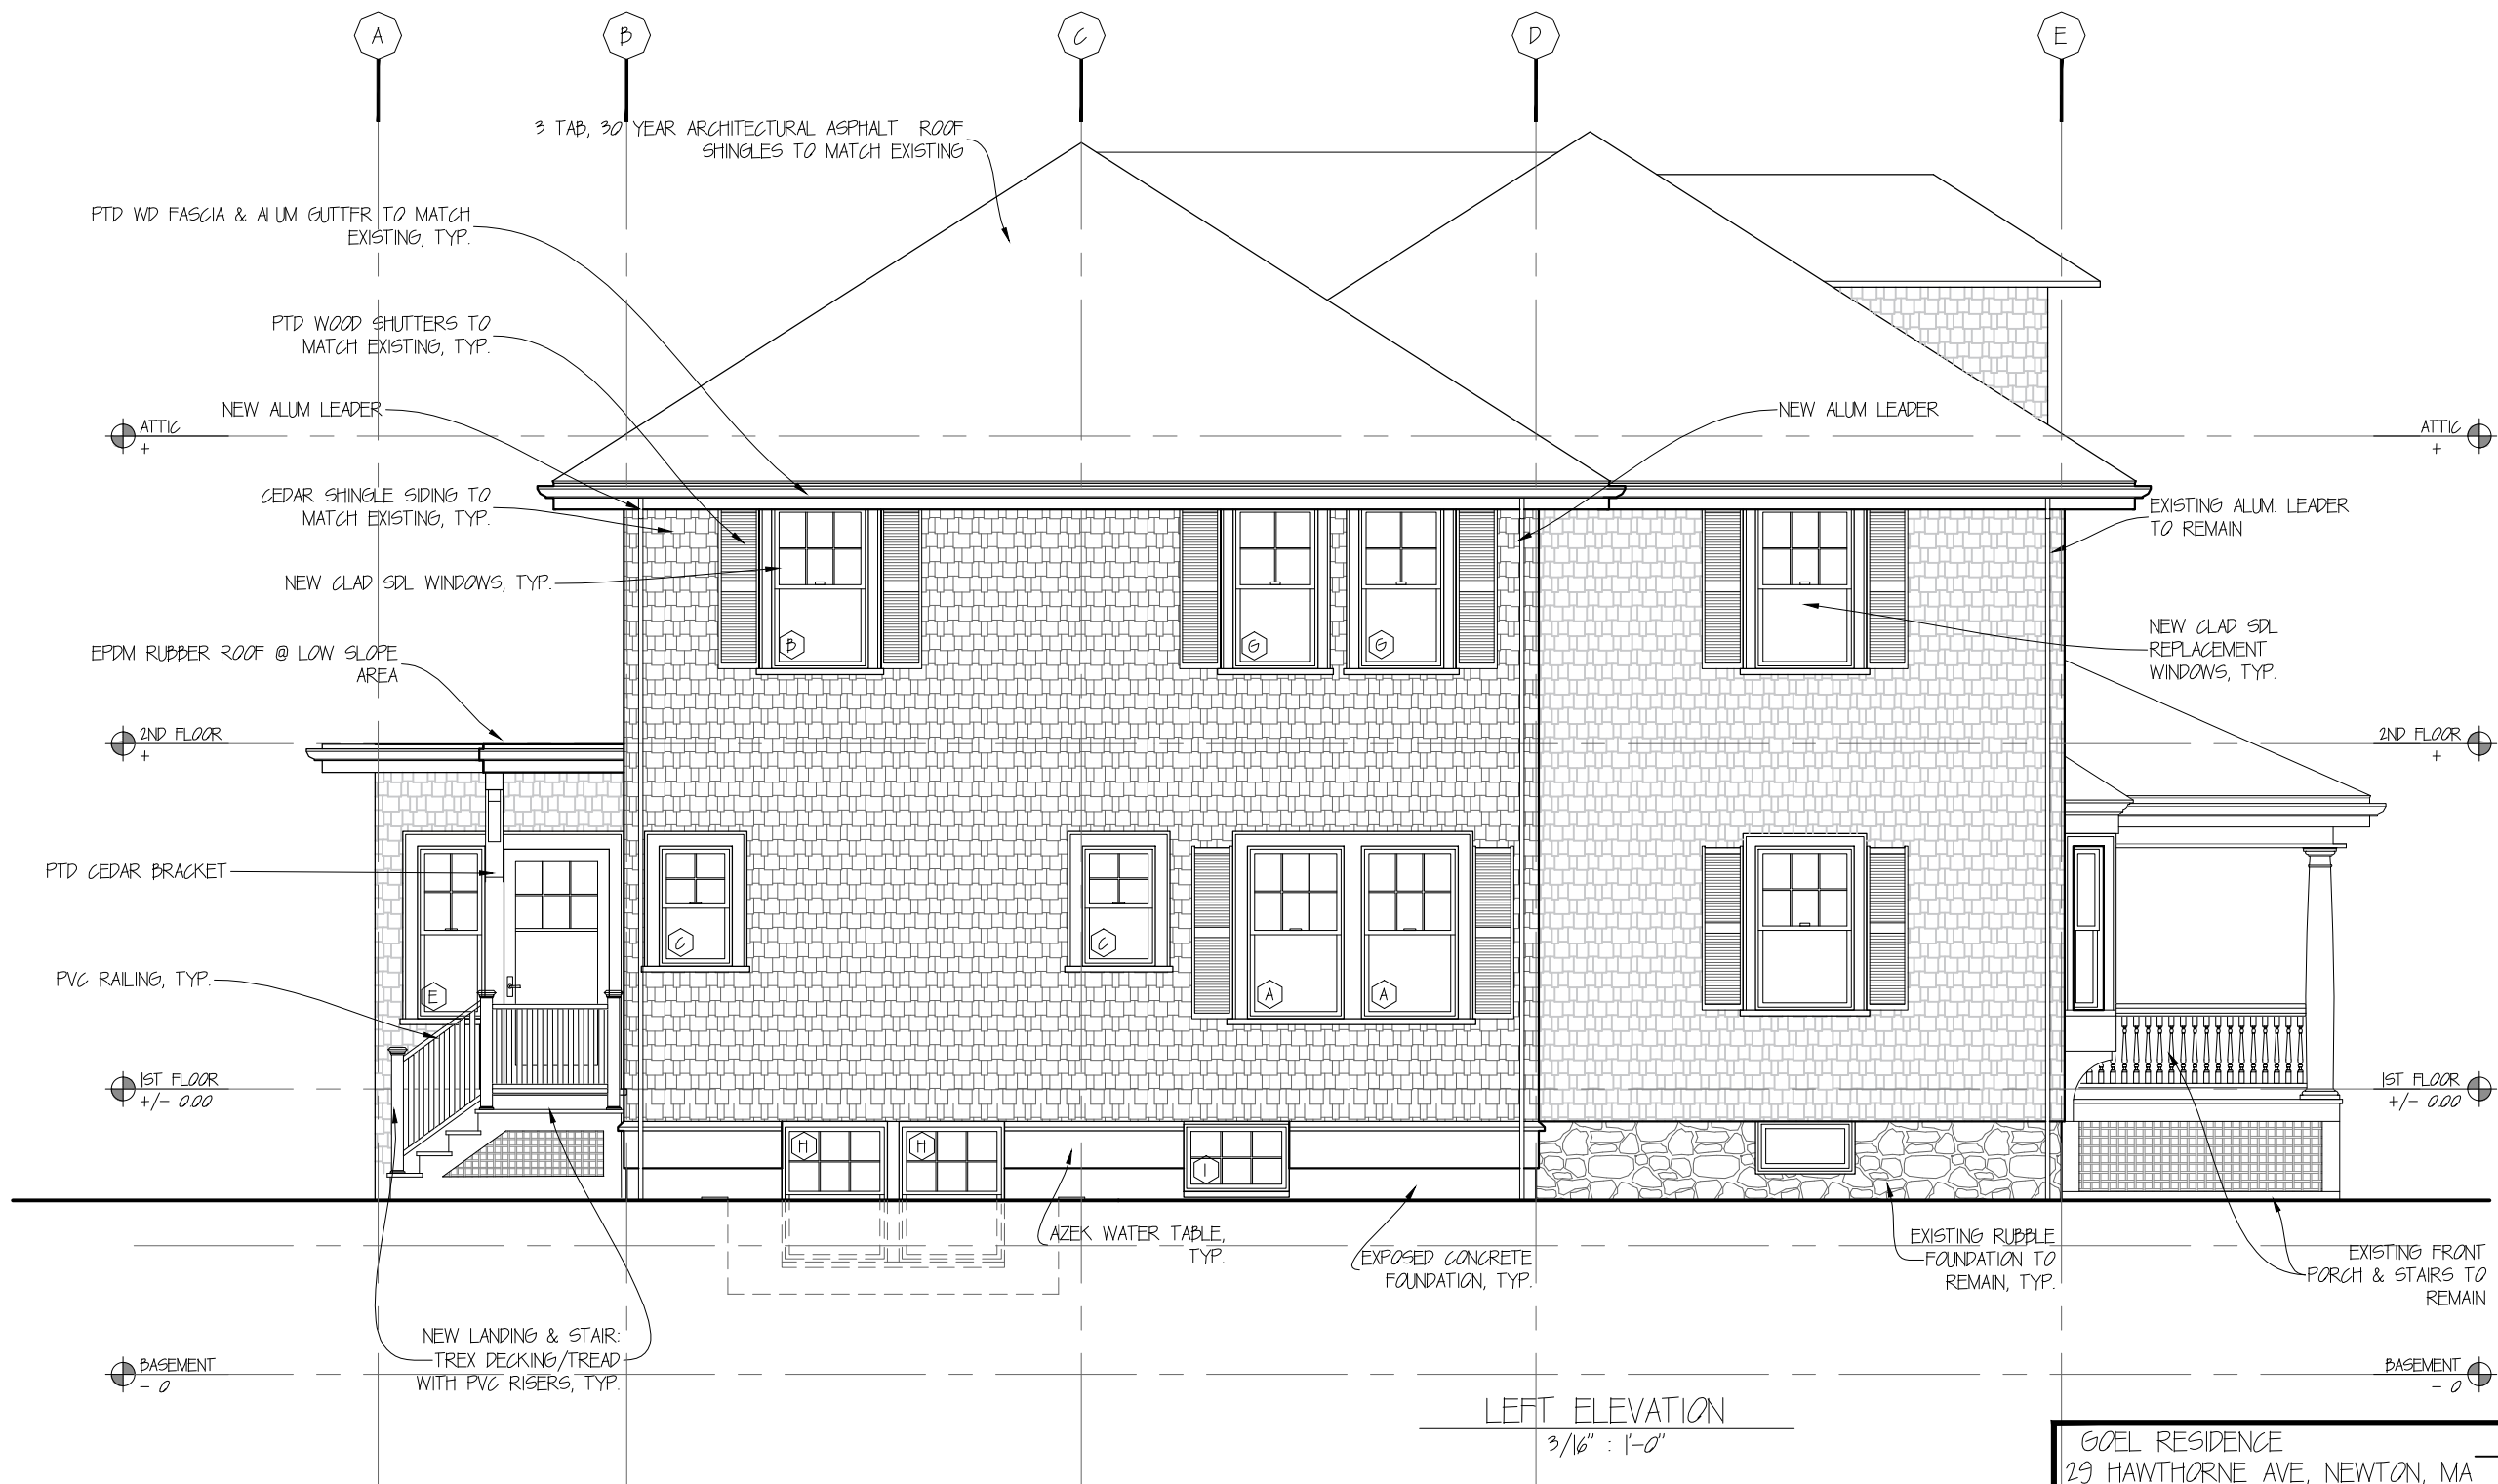 A
B
C
D
E
3 TAB, 30 YEAR ARCHITECTURAL ASPHALT ROOF
SHINGLES TO MATCH EXISTING
PTD WD FASCIA & ALUM GUTTER TO MATCH
EXISTING, TYP.
PTD WOOD SHUTTERS TO
MATCH EXISTING, TYP.
NEW ALUM LEADER
NEW ALUM LEADER
ATTIC
+
ATTIC
+
CEDAR SHINGLE SIDING TO
MATCH EXISTING, TYP.
EXISTING ALUM. LEADER
TO REMAIN
NEW CLAD SDL WINDOWS, TYP.
B
G
G
NEW CLAD SDL
REPLACEMENT
WINDOWS, TYP.
EPDM RUBBER ROOF @ LOW SLOPE
AREA
2ND FLOOR
+
2ND FLOOR
+
PTD CEDAR BRACKET
C
C
PVC RAILING, TYP.
E
A
A
1ST FLOOR
+/- 0.00
1ST FLOOR
+/- 0.00
H
H
I
AZEK WATER TABLE,
TYP.
EXPOSED CONCRETE
FOUNDATION, TYP.
EXISTING RUBBLE
FOUNDATION TO
REMAIN, TYP.
EXISTING FRONT
PORCH & STAIRS TO
REMAIN
NEW LANDING & STAIR:
TREX DECKING/TREAD
WITH PVC RISERS, TYP.
BASEMENT
- 0
BASEMENT
- 0
LEFT ELEVATION
3/16" : 1'-0"
GOEL RESIDENCE
29 HAWTHORNE AVE, NEWTON, MA